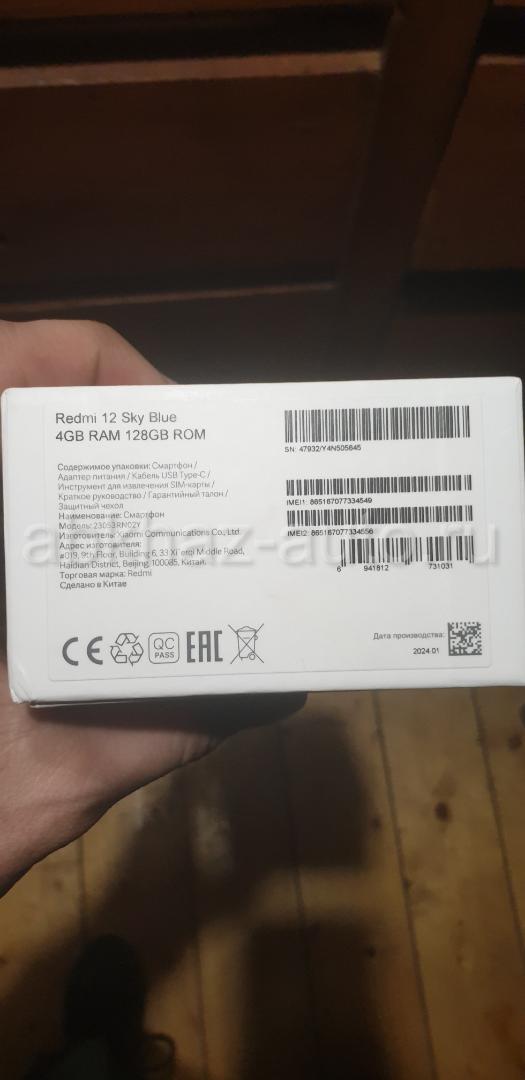 Redmi 12 Sky Blue
4GB RAM 128GB ROM
Содержимое упаковки: Смартфон /
Адаптер питания / Кабель USB Type-C /
Инструмент для извлечения SIM-карты /
Краткое руководство / Гарантийный талон /
Защитный чехол
Наименование: Смартфон
Модель: 23053RN02Y
Изготовитель: Xiaomi Communications Co., Ltd.
Адрес изготовителя:
#019, 9th Floor, Building 6, 33 Xi'erqi Middle Road,
Haidian District, Beijing, 100085, Китай.
Торговая марка: Redmi
Сделано в Китае
SN: 47932/Y4N505845
IMEI1: 865167077334549
IMEI2: 865167077334556
6 941812 731031
CE
QC
PASS
EAC
Дата производства:
2024.01